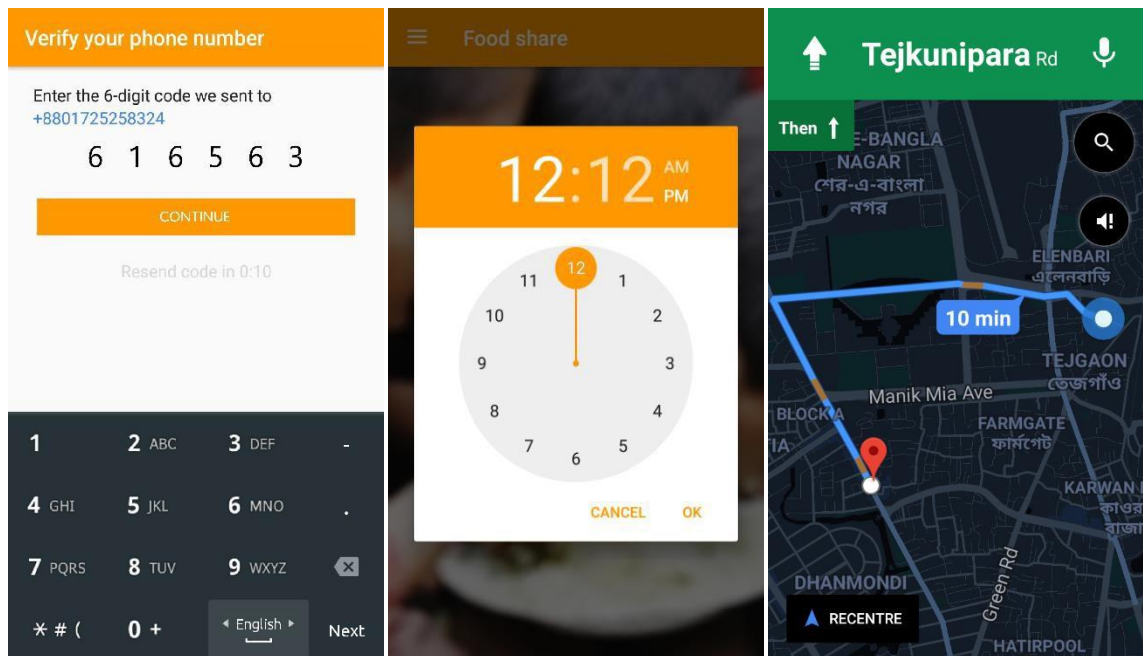 Verify your phone number
Enter the 6-digit code we sent to
+8801725258324
6 1 6 5 6 3
CONTINUE
Resend code in 0:10
1 2 ABC 3 DEF -
4 GHI 5 JKL 6 MNO .
7 PQRS 8 TUV 9 WXYZ
* # ( 0 + English Next
Food share
12:12 AM
PM
12
11 1
10 2
9 3
8 4
7 5
6
CANCEL OK
Tejkunipara Rd
Then
E-BANGLA
NAGAR
শের-এ-বাংলা
নগর
ELENBARI
এলেনবাড়ি
10 min
TEJGAON
তেজগাঁও
Manik Mia Ave
BLOCK A
FARMGATE
ফার্মগেট
KARWAN
কাওর
বাজা
DHANMONDI
Green Rd
RECENTRE
HATIRPOOL